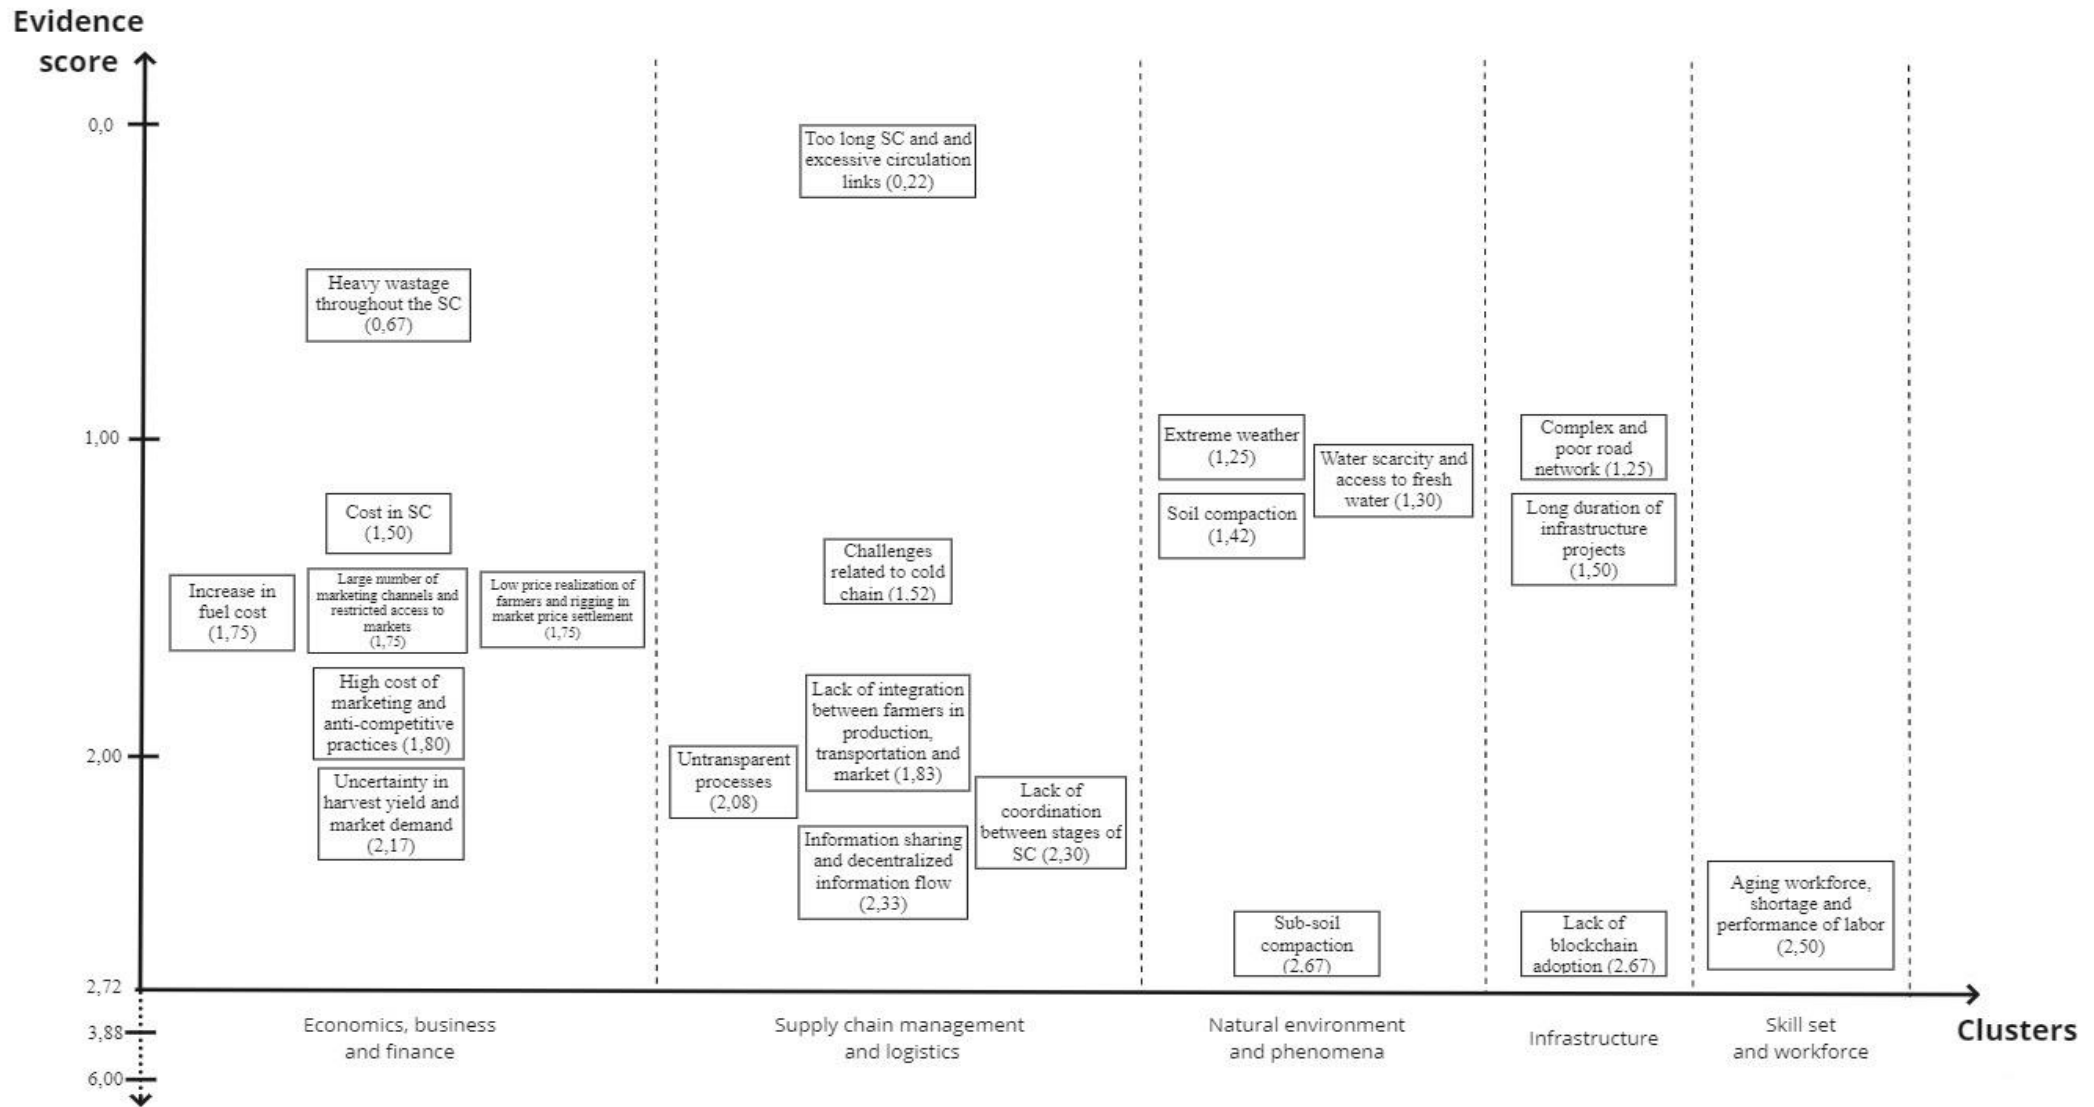 Evidence
score
0,0
1,00
2,00
2,72
3,88
6,00
Heavy wastage
throughout the SC
(0,67)
Cost in SC
(1,50)
Increase in
fuel cost
(1,75)
Large number of
marketing channels and
restricted access to
markets
(1,75)
Low price realization of
farmers and rigging in
market price settlement
(1,75)
High cost of
marketing and
anti-competitive
practices (1,80)
Uncertainty in
harvest yield and
market demand
(2,17)
Too long SC and and
excessive circulation
links (0,22)
Challenges
related to cold
chain (1,52)
Lack of integration
between farmers in
production,
transportation and
market (1,83)
Untransparent
processes
(2,08)
Lack of
coordination
between stages of
SC (2,30)
Information sharing
and decentralized
information flow
(2,33)
Extreme weather
(1,25)
Water scarcity and
access to fresh
water (1,30)
Soil compaction
(1,42)
Sub-soil
compaction
(2,67)
Complex and
poor road
network (1,25)
Long duration of
infrastructure
projects
(1,50)
Lack of
blockchain
adoption (2,67)
Aging workforce,
shortage and
performance of labor
(2,50)
Economics, business
and finance
Supply chain management
and logistics
Natural environment
and phenomena
Infrastructure
Skill set
and workforce
Clusters